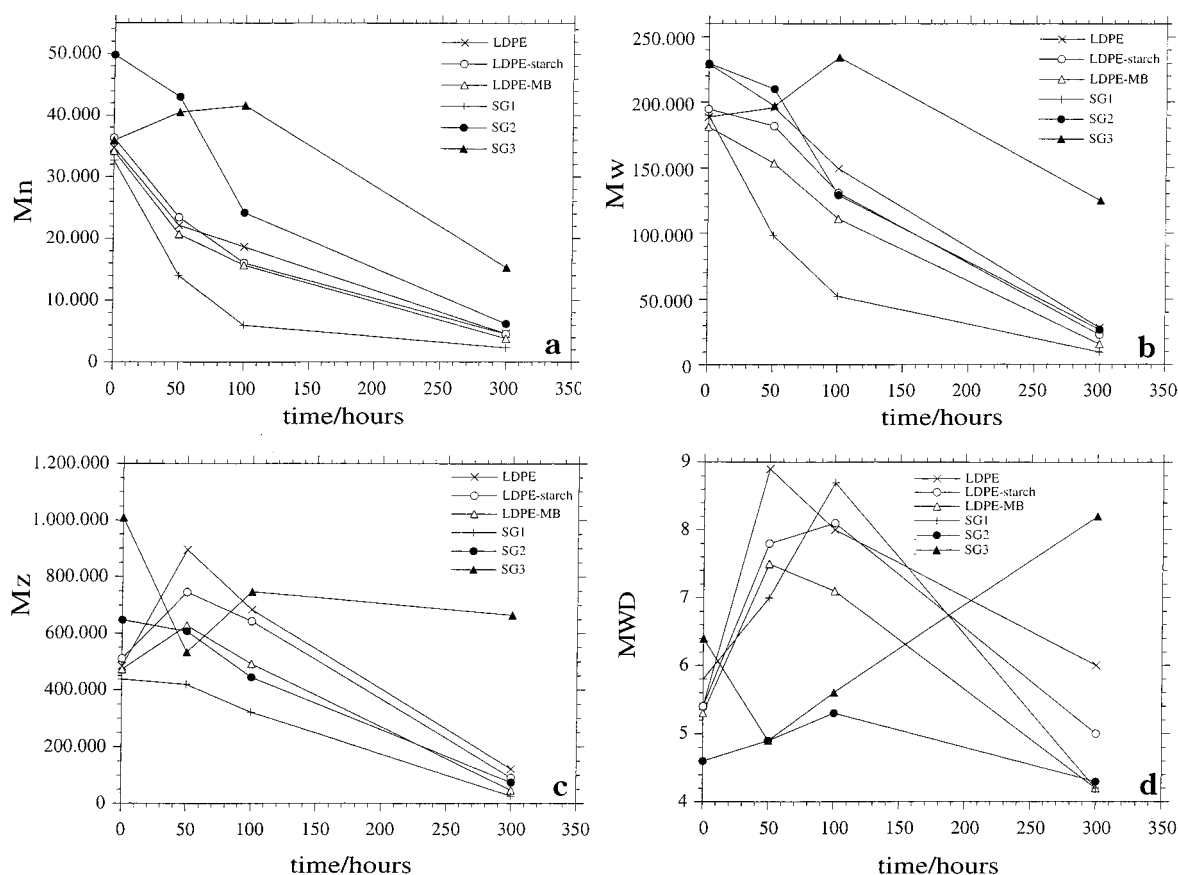 50.000
40.000
30.000
20.000
10.000
0
Mn
LDPE
LDPE-starch
LDPE-MB
SG1
SG2
SG3
a
0 50 100 150 200 250 300 350
time/hours
250.000
200.000
150.000
100.000
50.000
0
Mw
LDPE
LDPE-starch
LDPE-MB
SG1
SG2
SG3
b
0 50 100 150 200 250 300 350
time/hours
1.200.000
1.000.000
800.000
600.000
400.000
200.000
0
Mz
LDPE
LDPE-starch
LDPE-MB
SG1
SG2
SG3
c
0 50 100 150 200 250 300 350
time/hours
9
8
7
6
5
4
MWD
LDPE
LDPE-starch
LDPE-MB
SG1
SG2
SG3
d
0 50 100 150 200 250 300 350
time/hours